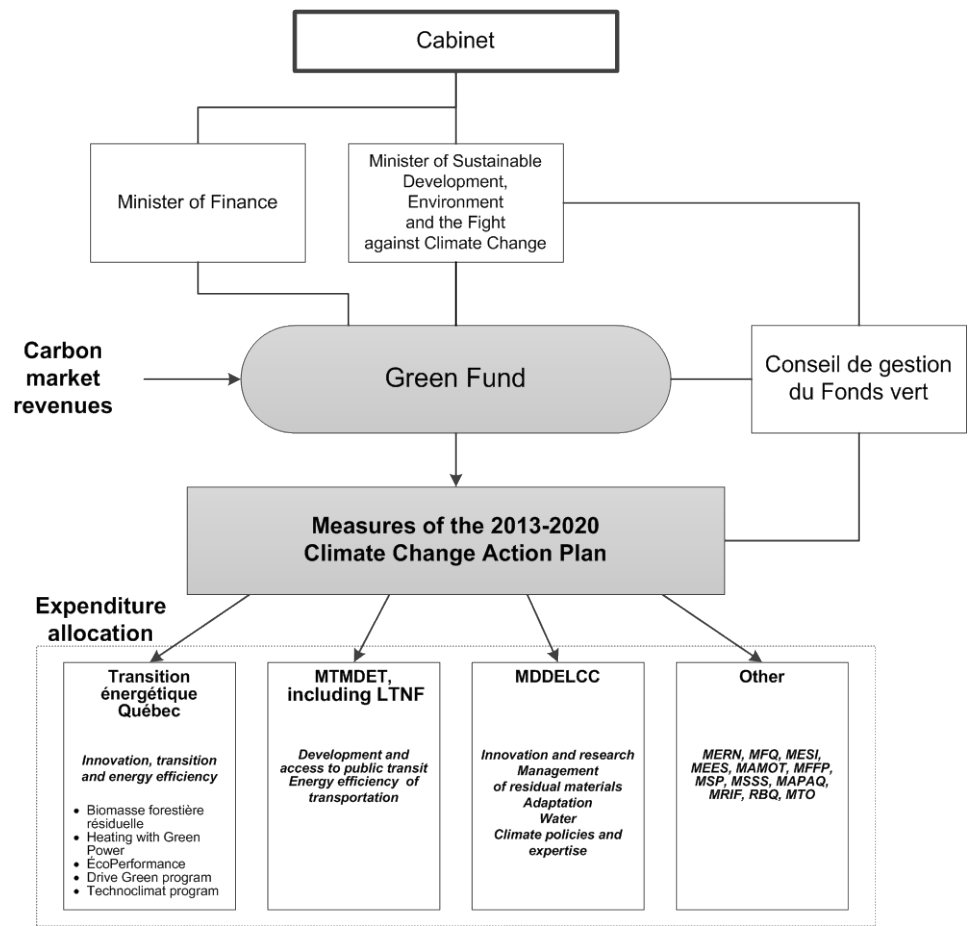 Cabinet
Minister of Finance
Minister of Sustainable
Development,
Environment
and the Fight
against Climate Change
Carbon
market
revenues
Green Fund
Conseil de gestion
du Fonds vert
Measures of the 2013-2020
Climate Change Action Plan
Expenditure
allocation
Transition
énergétique
Québec
Innovation, transition
and energy efficiency
• Biomasse forestière
résiduelle
• Heating with Green
Power
• ÉcoPerformance
• Drive Green program
• Technoclimat program
MTMDET,
including LTNF
Development and
access to public transit
Energy efficiency of
transportation
MDDELCC
Innovation and research
Management
of residual materials
Adaptation
Water
Climate policies and
expertise
Other
MERN, MFQ, MESI,
MEES, MAMOT, MFFP,
MSP, MSSS, MAPAQ,
MRIF, RBQ, MTO